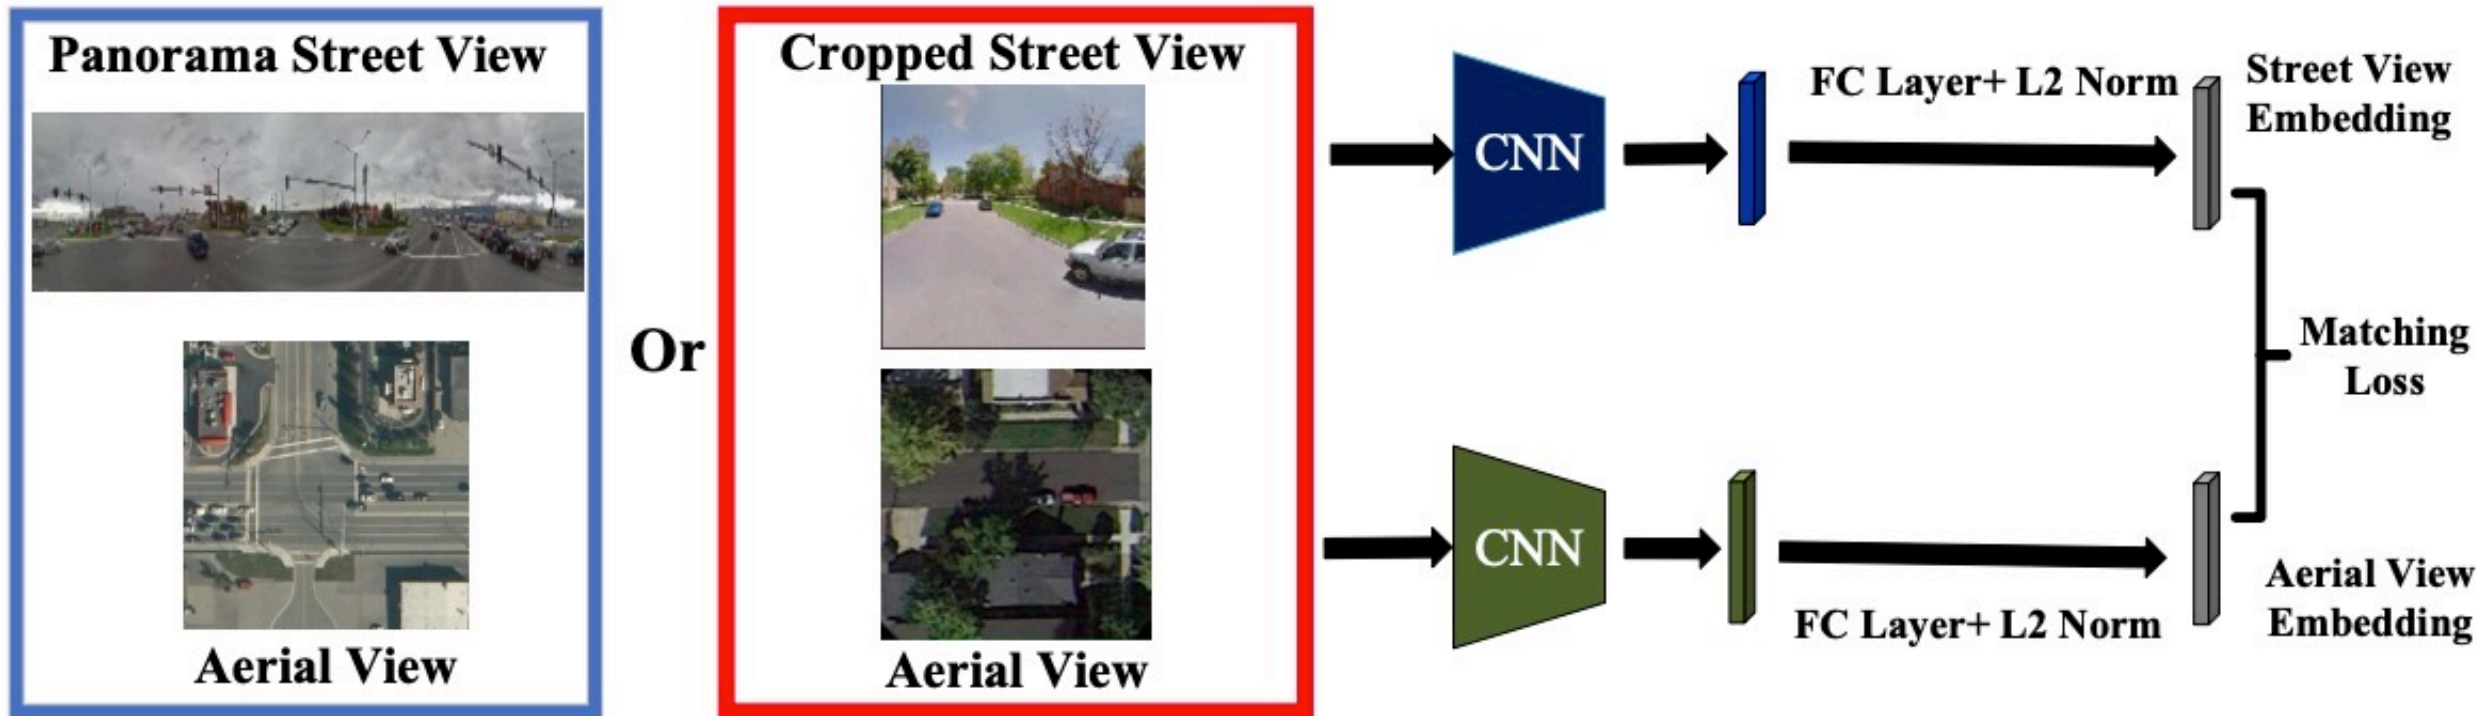 Panorama Street View
Aerial View
Or
Cropped Street View
Aerial View
CNN
FC Layer+ L2 Norm
Street View
Embedding
Matching
Loss
CNN
FC Layer+ L2 Norm
Aerial View
Embedding